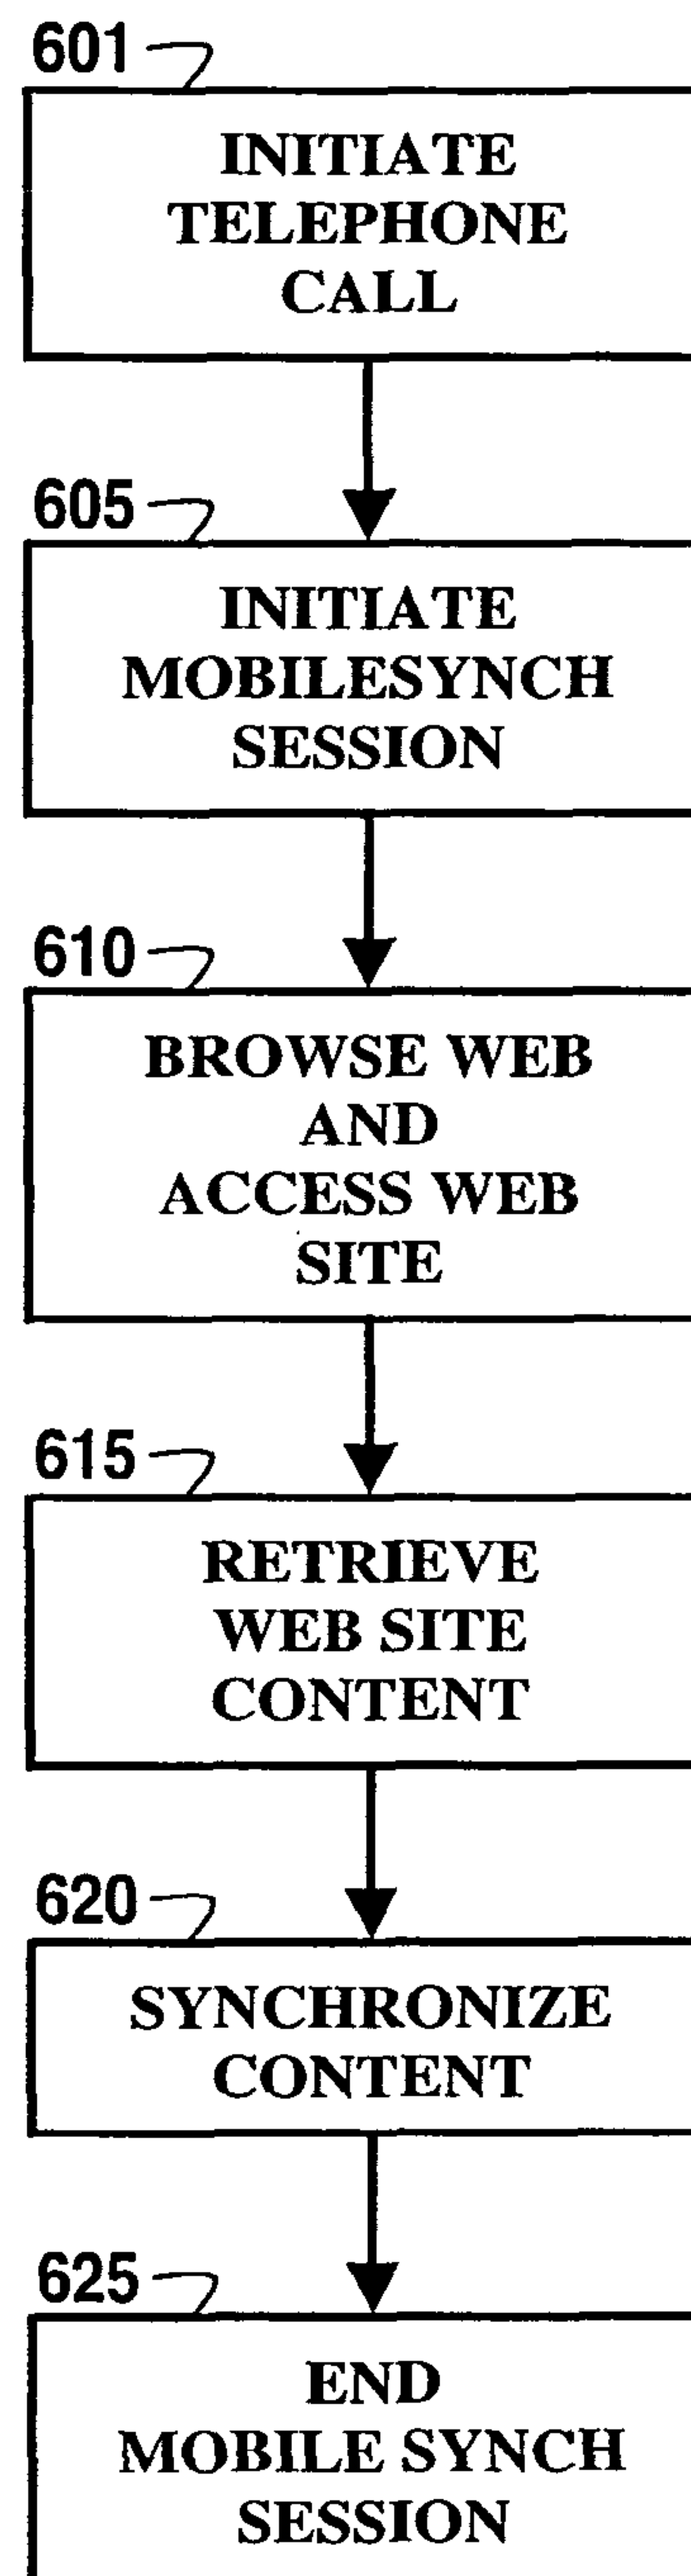 601
INITIATE
TELEPHONE
CALL
605
INITIATE
MOBILESYNCH
SESSION
610
BROWSE WEB
AND
ACCESS WEB
SITE
615
RETRIEVE
WEB SITE
CONTENT
620
SYNCHRONIZE
CONTENT
625
END
MOBILE SYNCH
SESSION